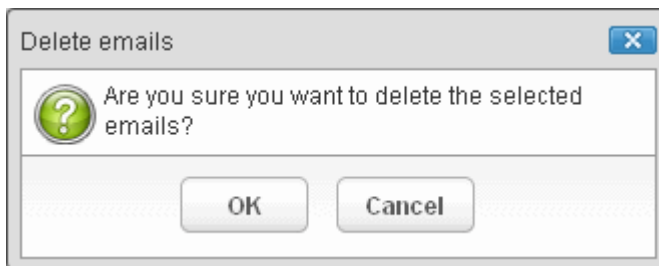 Delete emails
Are you sure you want to delete the selected
emails?
OK
Cancel